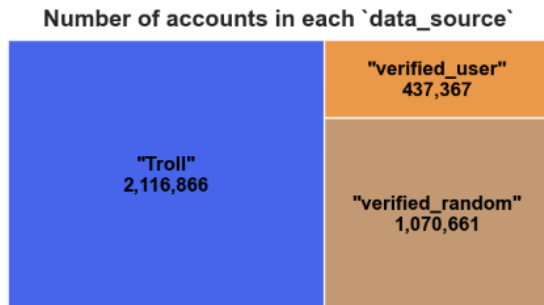 Number of accounts in each `data_source`
"verified_user"
437,367
"Troll"
2,116,866
"verified_random"
1,070,661